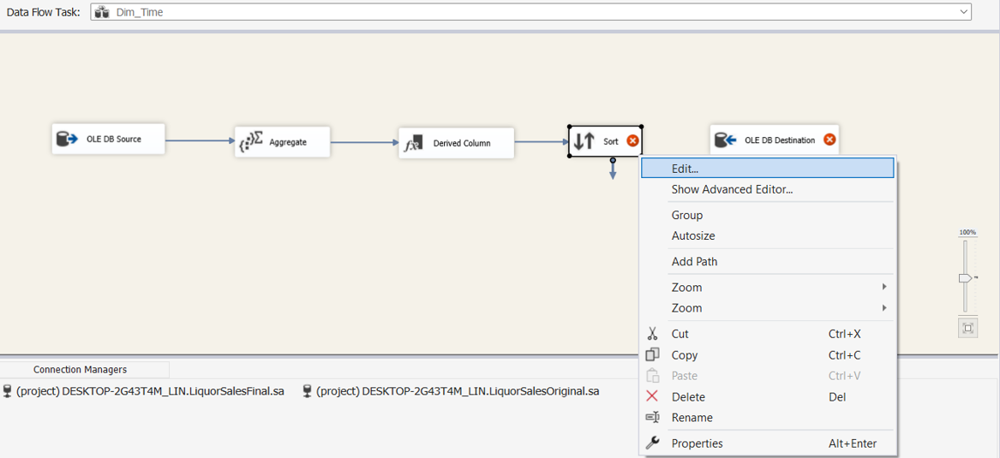 Data Flow Task: Dim_Time
OLE DB Source
Aggregate
Derived Column
Sort
OLE DB Destination
Edit...
Show Advanced Editor...
Group
Autosize
Add Path
Zoom
Zoom
Cut Ctrl+X
Copy Ctrl+C
Paste Ctrl+V
Delete Del
Rename
Properties Alt+Enter
100%
Connection Managers
(project) DESKTOP-2G43T4M_LIN.LiquorSalesFinal.sa (project) DESKTOP-2G43T4M_LIN.LiquorSalesOriginal.sa